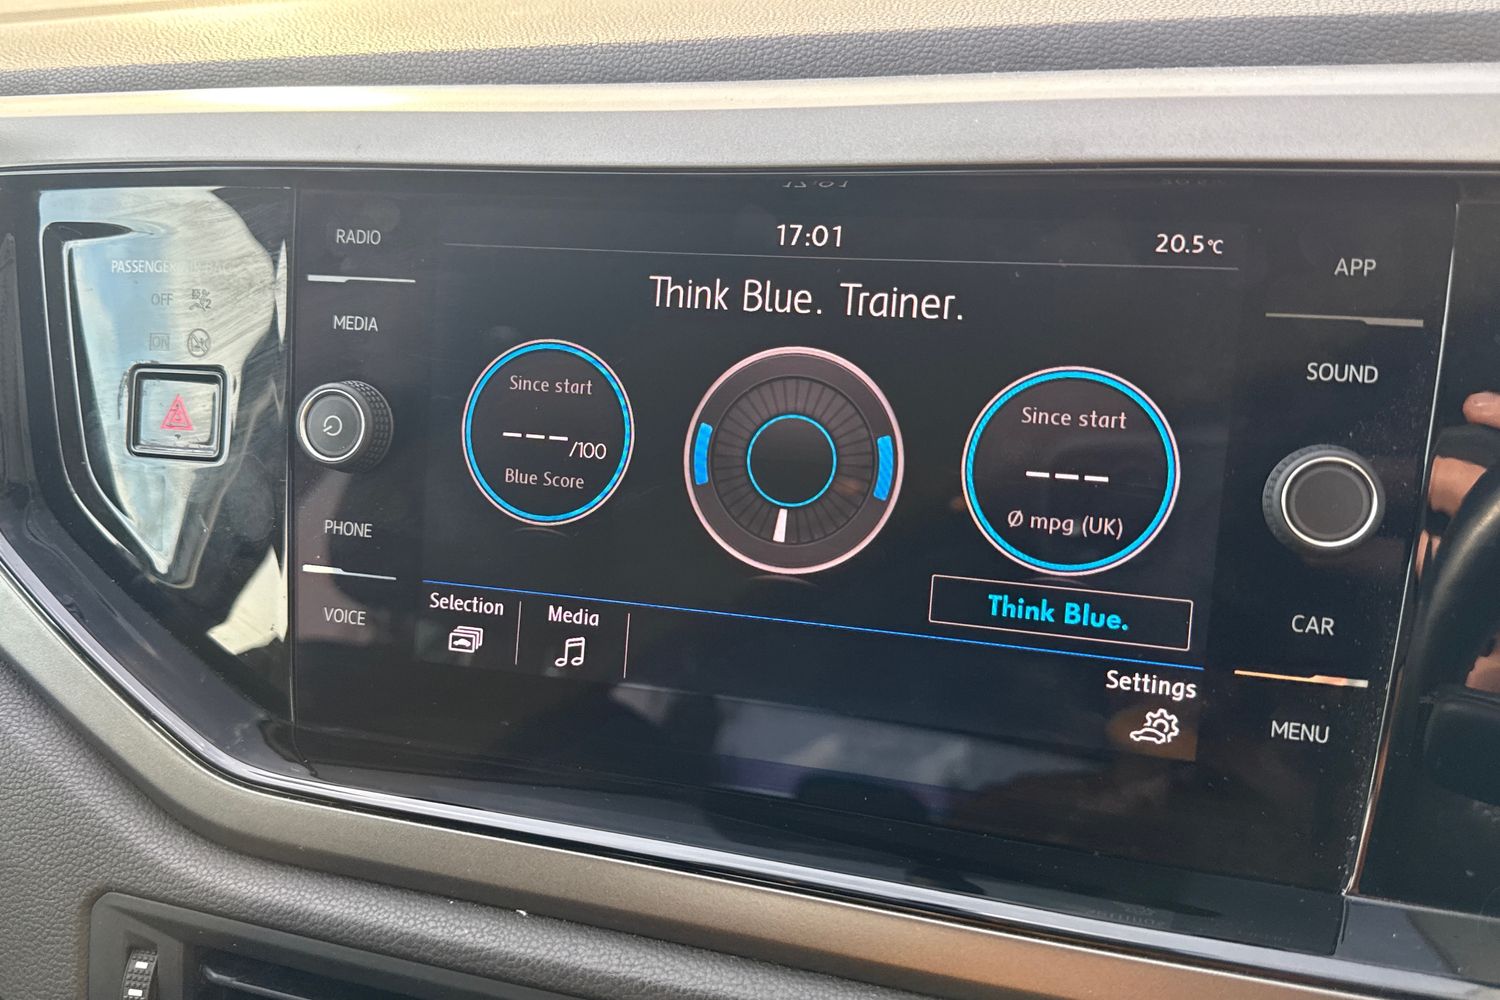 RADIO
MEDIA
PHONE
VOICE
PASSENGER
OFF
ON
17:01
20.5°C
Think Blue. Trainer.
Since start
---/100
Blue Score
Since start
---
Ø mpg (UK)
Think Blue.
Selection
Media
Settings
APP
SOUND
CAR
MENU